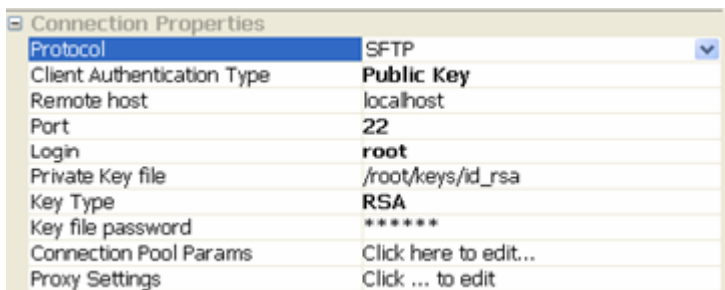 Connection Properties
Protocol SFTP
Client Authentication Type Public Key
Remote host localhost
Port 22
Login root
Private Key file /root/keys/id_rsa
Key Type RSA
Key file password ******
Connection Pool Params Click here to edit...
Proxy Settings Click ... to edit